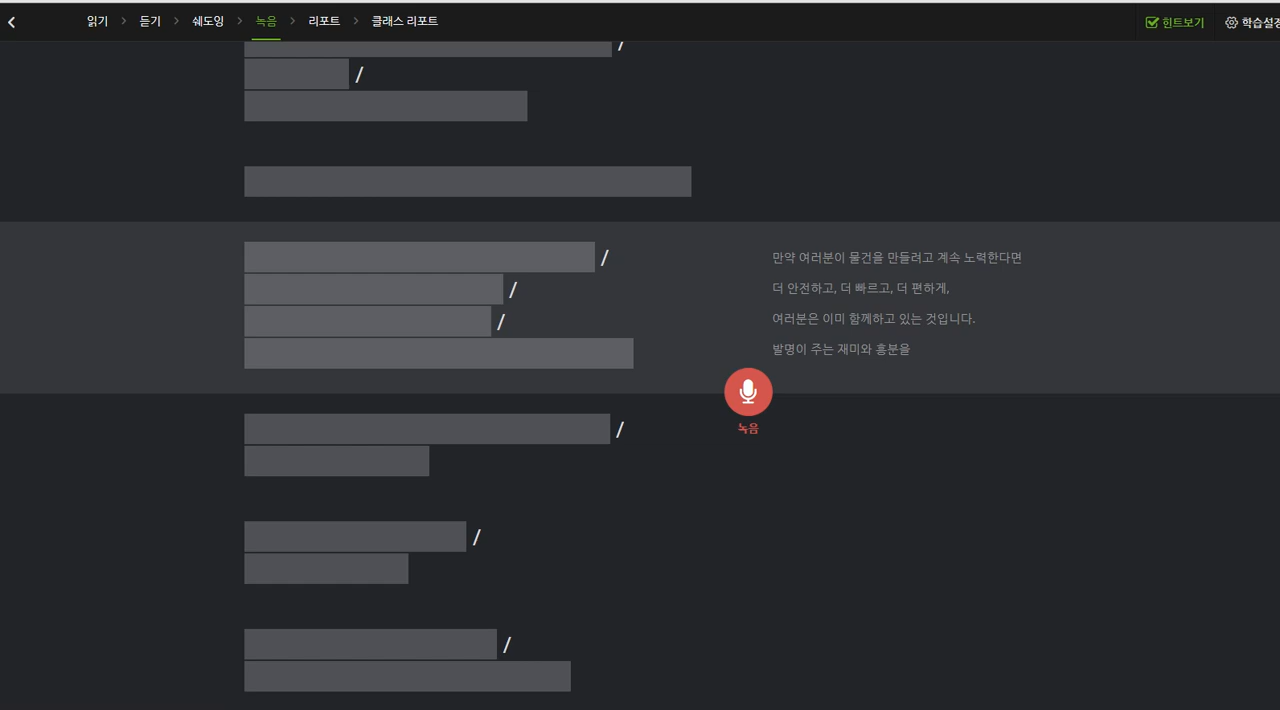 읽기 > 듣기 > 쉐도잉 > 녹음 > 리포트 > 클래스 리포트
힌트보기 학습설정
/
/
/
만약 여러분이 물건을 만들려고 계속 노력한다면
/
더 안전하고, 더 빠르고, 더 편하게,
/
여러분은 이미 함께하고 있는 것입니다.
발명이 주는 재미와 흥분을
/
녹음
/
/